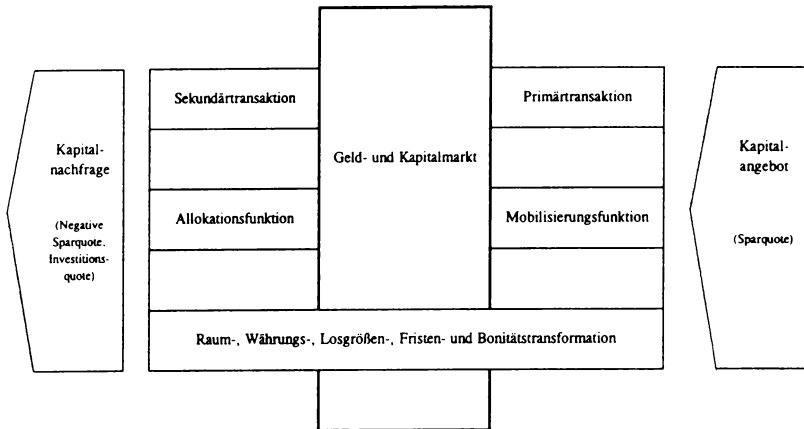 Sekundärtransaktion
Primärtransaktion
Kapital-
nachfrage
Geld- und Kapitalmarkt
Kapital-
angebot
Allokationsfunktion
Mobilisierungsfunktion
(Negative
Sparquote,
Investitions-
quote)
(Sparquote)
Raum-, Währungs-, Losgrößen-, Fristen- und Bonitätstransformation